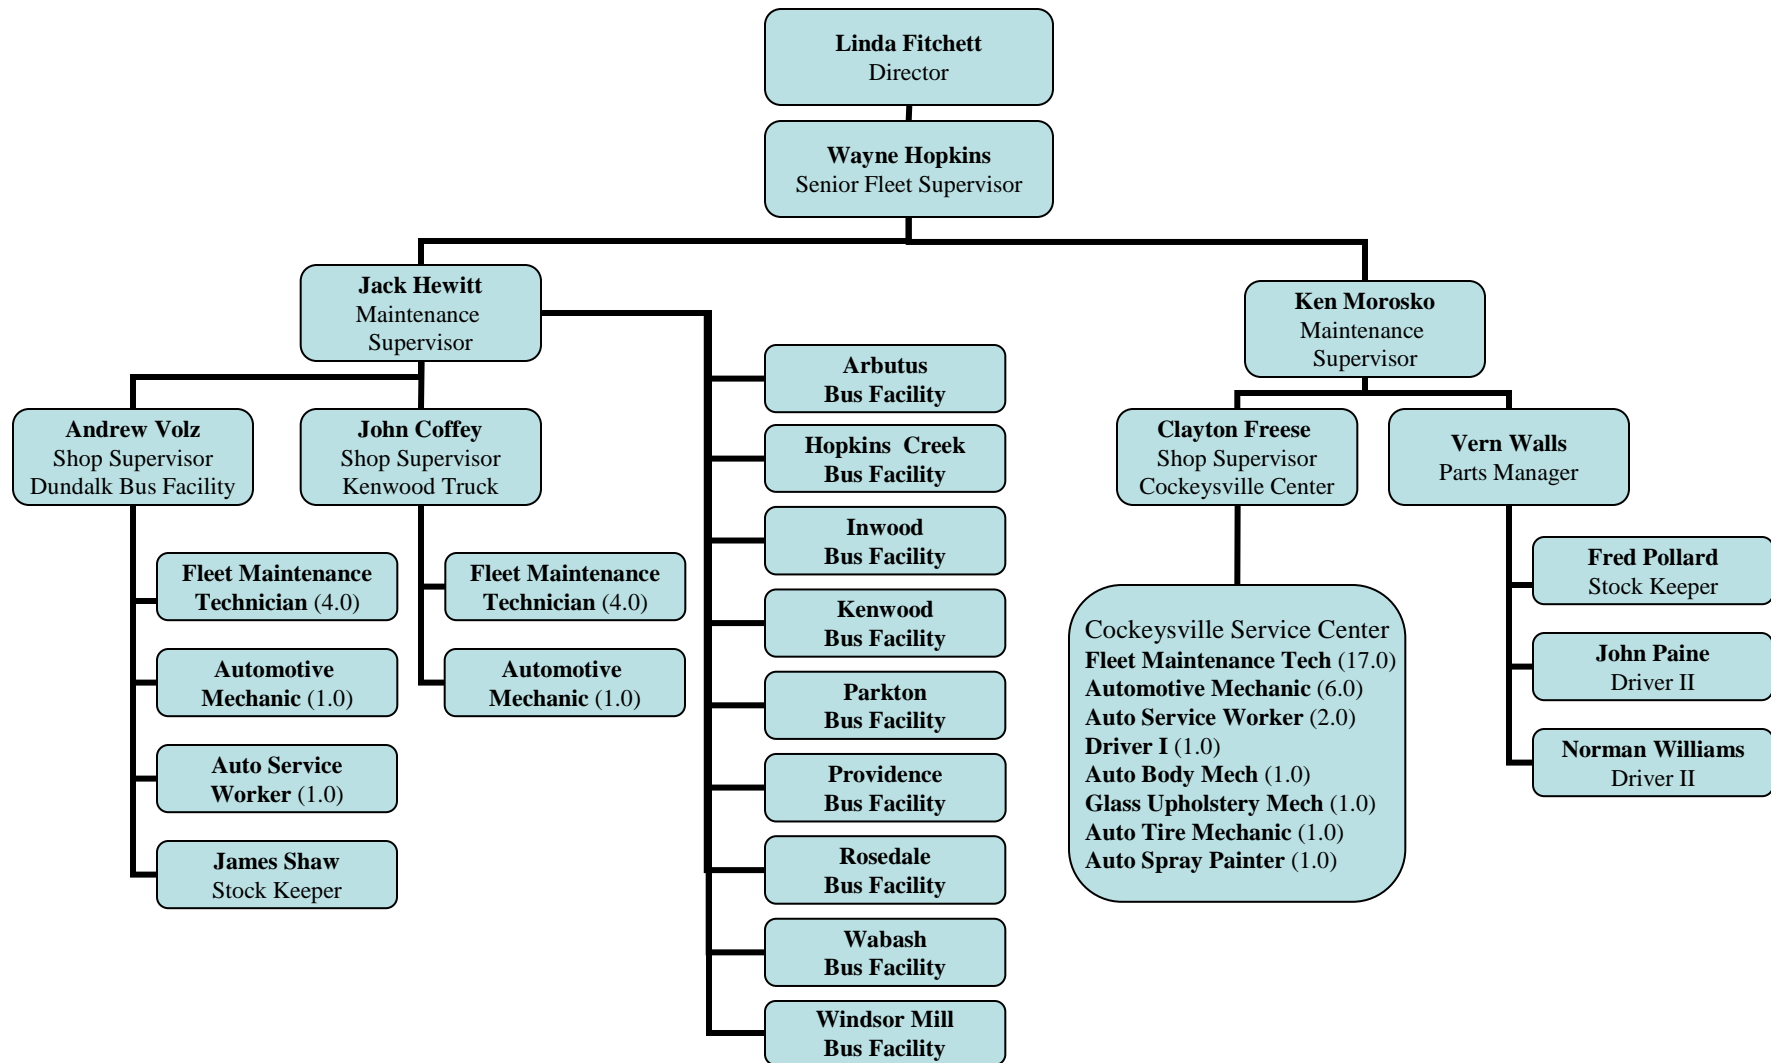 Linda Fitchett
Director
Wayne Hopkins
Senior Fleet Supervisor
Jack Hewitt
Maintenance
Supervisor
Ken Morosko
Maintenance
Supervisor
Andrew Volz
Shop Supervisor
Dundalk Bus Facility
John Coffey
Shop Supervisor
Kenwood Truck
Fleet Maintenance
Technician (4.0)
Automotive
Mechanic (1.0)
Auto Service
Worker (1.0)
James Shaw
Stock Keeper
Fleet Maintenance
Technician (4.0)
Automotive
Mechanic (1.0)
Arbutus
Bus Facility
Hopkins Creek
Bus Facility
Inwood
Bus Facility
Kenwood
Bus Facility
Parkton
Bus Facility
Providence
Bus Facility
Rosedale
Bus Facility
Wabash
Bus Facility
Windsor Mill
Bus Facility
Clayton Freese
Shop Supervisor
Cockeysville Center
Vern Walls
Parts Manager
Cockeysville Service Center
Fleet Maintenance Tech (17.0)
Automotive Mechanic (6.0)
Auto Service Worker (2.0)
Driver I (1.0)
Auto Body Mech (1.0)
Glass Upholstery Mech (1.0)
Auto Tire Mechanic (1.0)
Auto Spray Painter (1.0)
Fred Pollard
Stock Keeper
John Paine
Driver II
Norman Williams
Driver II